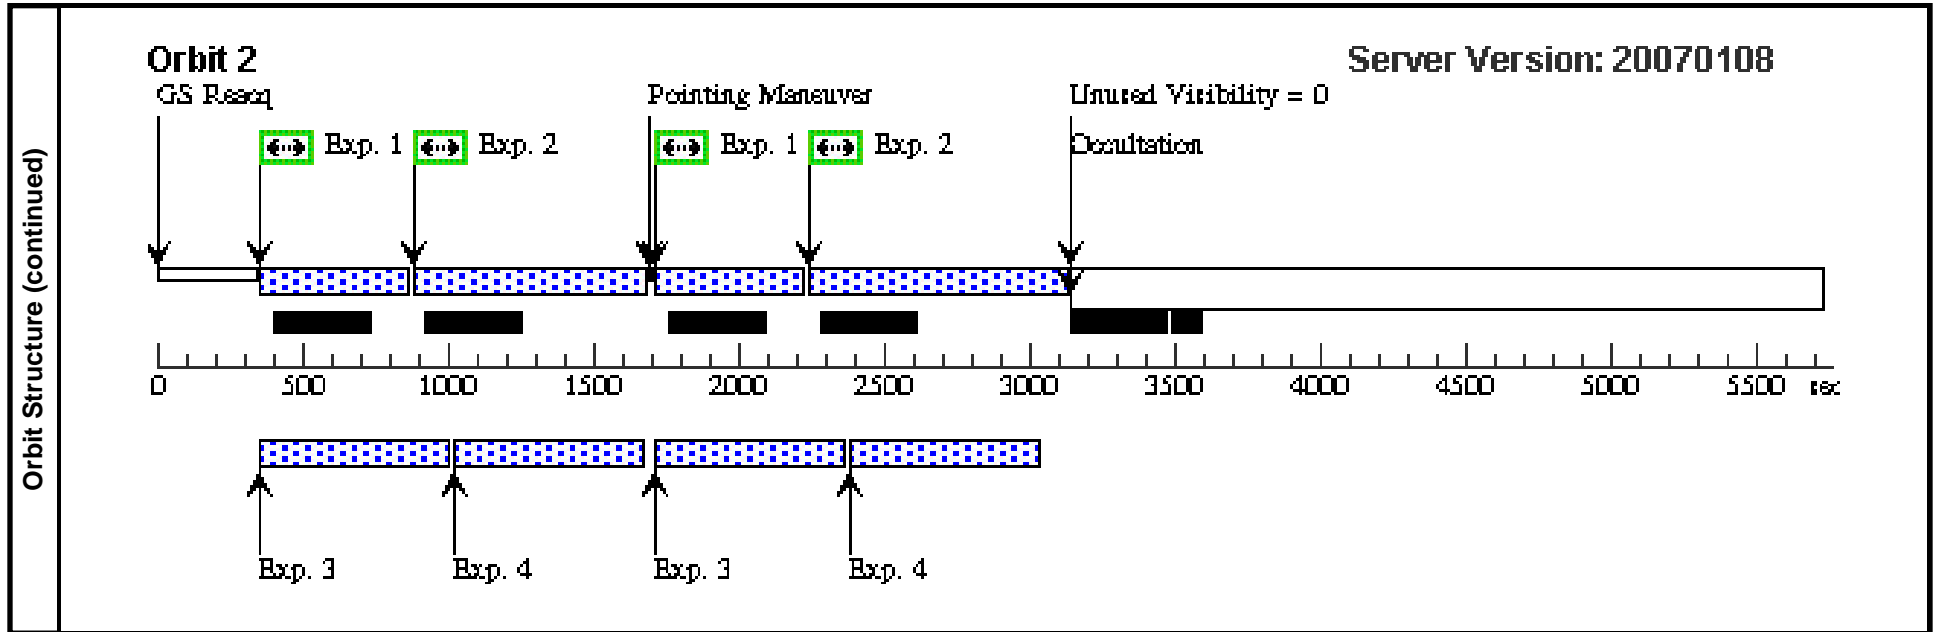 Orbit Structure (continued)
Orbit 2
Server Version: 20070108
GS Reacq
Pointing Maneuver
Unused Visibility = 0
Exp. 1
Exp. 2
Exp. 1
Exp. 2
Occultation
0 500 1000 1500 2000 2500 3000 3500 4000 4500 5000 5500 sec
Exp. 3
Exp. 4
Exp. 3
Exp. 4